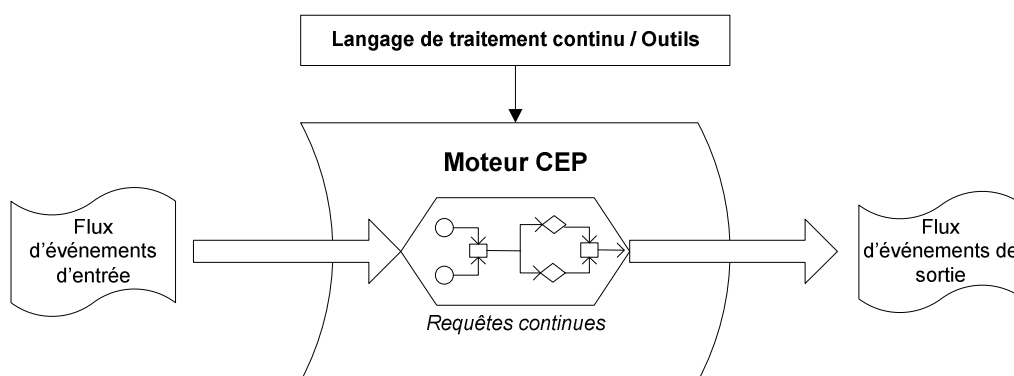 Langage de traitement continu / Outils
Moteur CEP
Flux
d'événements
d'entrée
Requêtes continues
Flux
d'événements de
sortie